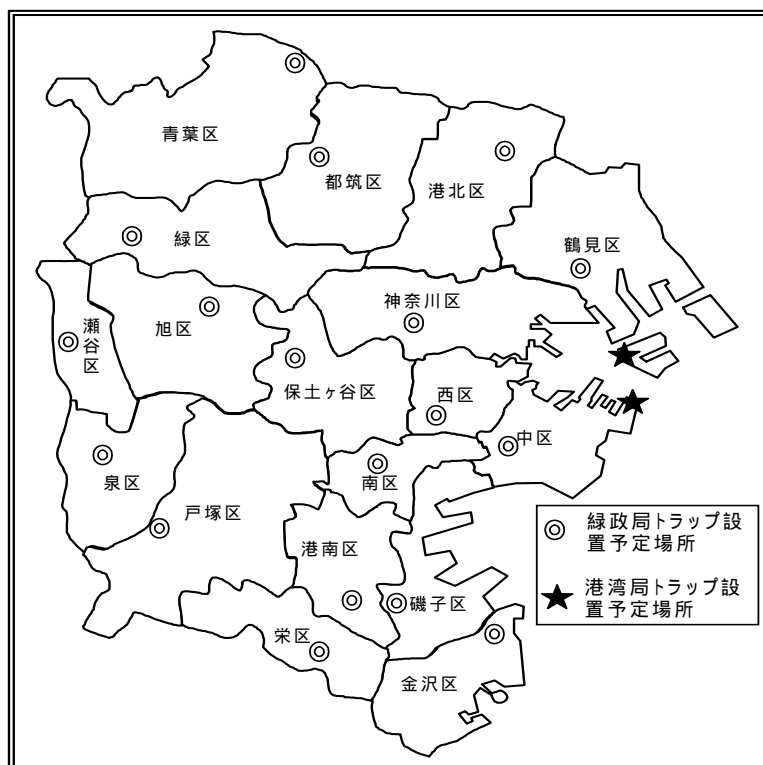 青葉区
都筑区
港北区
緑区
鶴見区
神奈川区
瀬谷区
旭区
保土ヶ谷区
西区
中区
泉区
南区
戸塚区
港南区
磯子区
栄区
金沢区
緑政局トラップ設
置予定場所
港湾局トラップ設
置予定場所